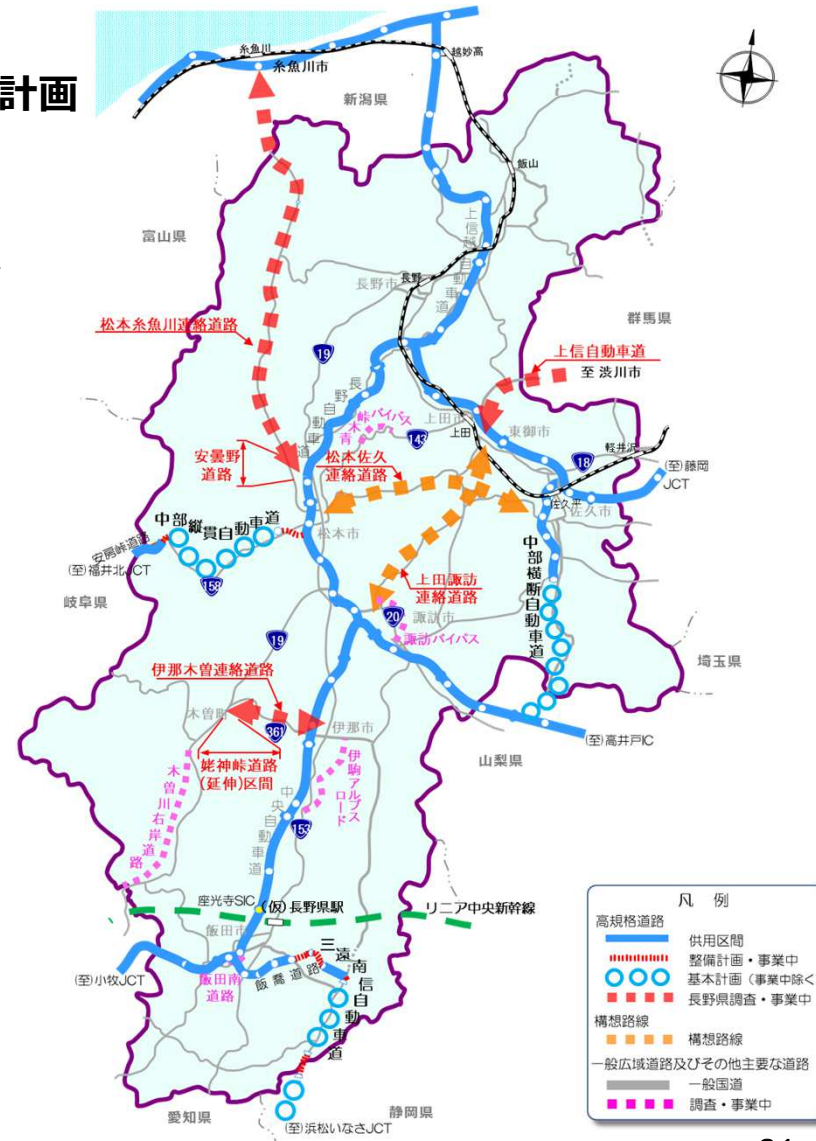 計画
糸魚川
糸魚川市
越妙高
新潟県
飯山
富山県
上信越自動車道
長野
長野市
群馬県
松本糸魚川連絡道路
上信自動車道
至 渋川市
19
長野自動車道
青木峠バイパス
143
上田市
上田
東御市
軽井沢
18
(至)藤岡
JCT
安曇野
道路
松本佐久
連絡道路
佐久平
佐久市
中部縦貫自動車道
松本市
安房峠道路
(至)福井北JCT
158
岐阜県
上田諏訪
連絡道路
中部横断自動車道
20
諏訪市
諏訪バイパス
19
埼玉県
伊那木曽連絡道路
木曽町
361
伊那市
(至)高井戸IC
山梨県
姥神峠道路
(延伸)区間
伊駒アルプス
ロード
木曽川右岸道路
中央自動車道
153
座光寺SIC
(仮)長野県駅
リニア中央新幹線
飯田市
三遠南信自動車道
(至)小牧JCT
飯喬道路
飯田南
道路
愛知県
静岡県
(至)浜松いなさJCT
凡 例
高規格道路
供用区間
整備計画・事業中
基本計画（事業中除く
長野県調査・事業中
構想路線
構想路線
一般広域道路及びその他主要な道路
一般国道
調査・事業中